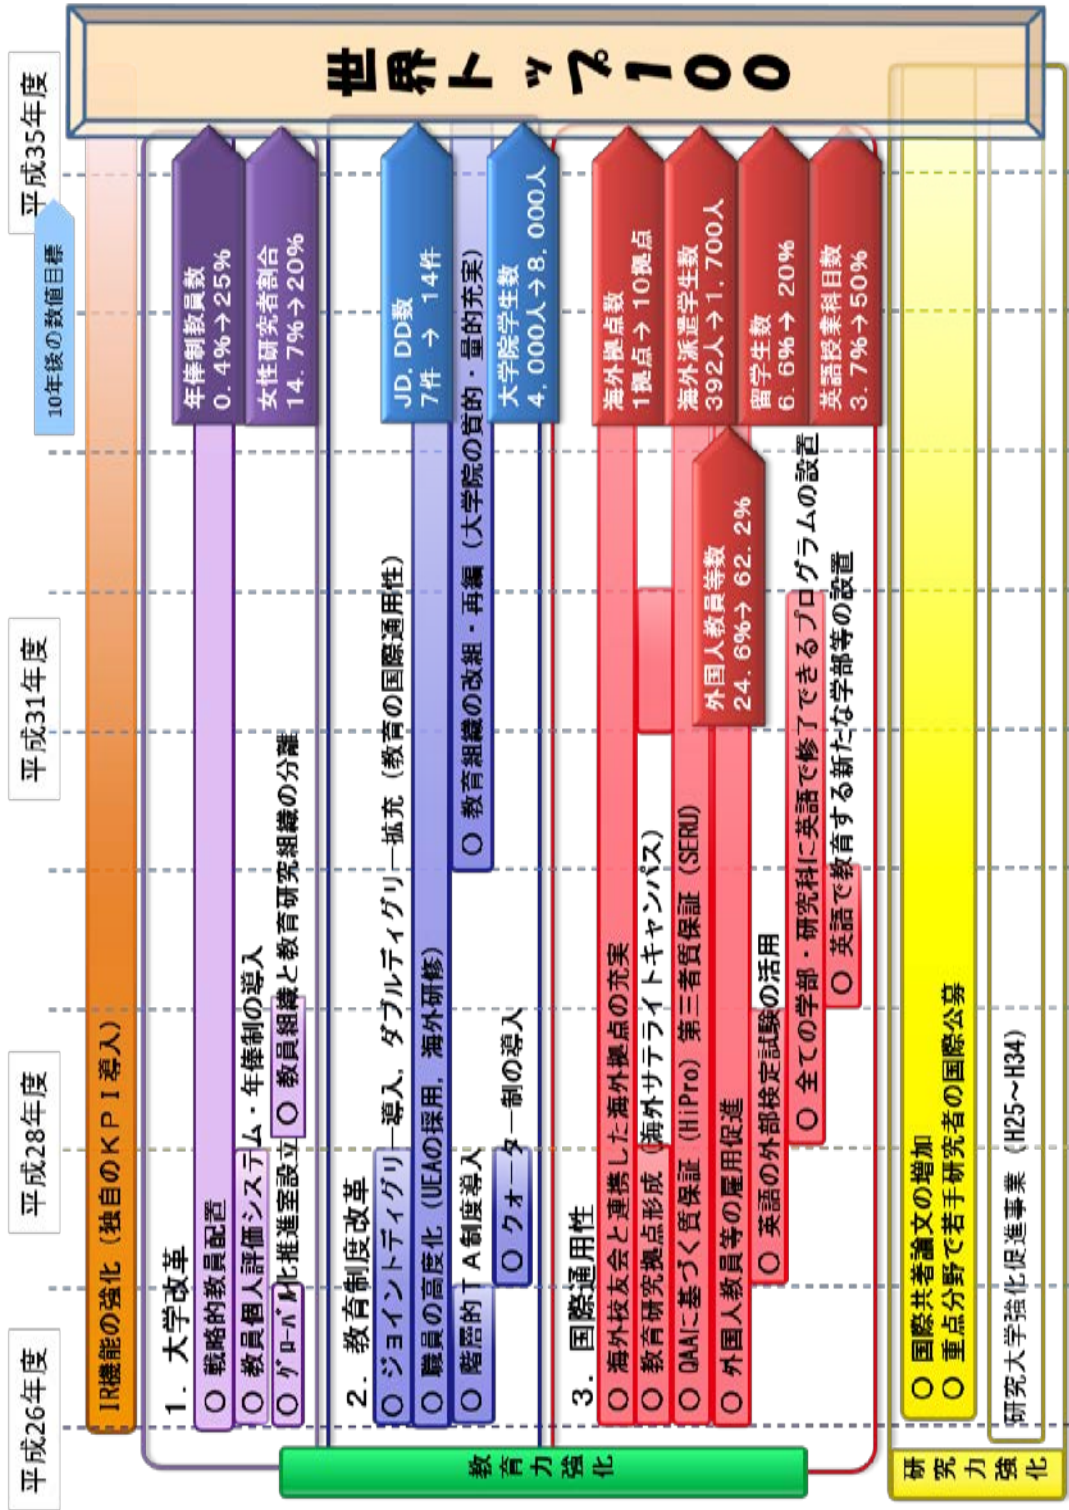 平成26年度
平成28年度
平成31年度
平成35年度
10年後の数値目標
IR機能の強化（独自のＫＰＩ導入）
世界トップ100
1．大学改革
○ 戦略的教員配置
○ 教員個人評価システム・年俸制の導入
○ ｸﾞﾛｰﾊﾞﾙ化推進室設立
○ 教員組織と教育研究組織の分離
年俸制教員数
0．4%→25%
女性研究者割合
14．7%→20%
2．教育制度改革
○ ジョイントディグリー導入，ダブルディグリー拡充（教育の国際通用性）
○ 職員の高度化（UEAの採用，海外研修）
○ 階層的ＴＡ制度導入
○ 教育組織の改組・再編（大学院の質的・量的充実）
○ クォーター制の導入
JD，DD数
7件 → 14件
大学院学生数
4，000人→8，000人
3．国際通用性
○ 海外校友会と連携した海外拠点の充実
○ 教育研究拠点形成（海外サテライトキャンパス）
○ QAAIに基づく質保証（HiPro）第三者質保証（SERU）
○ 外国人教員等の雇用促進
○ 英語の外部検定試験の活用
○ 全ての学部・研究科に英語で修了できるプログラムの設置
○ 英語で教育する新たな学部等の設置
海外拠点数
1拠点→10拠点
海外派遣学生数
392人→1，700人
留学生数
6．6%→ 20%
英語授業科目数
3．7%→50%
外国人教員等数
24．6%→ 62．2%
教育力強化
○ 国際共著論文の増加
○ 重点分野で若手研究者の国際公募
研究大学強化促進事業（H25～H34）
研究力強化